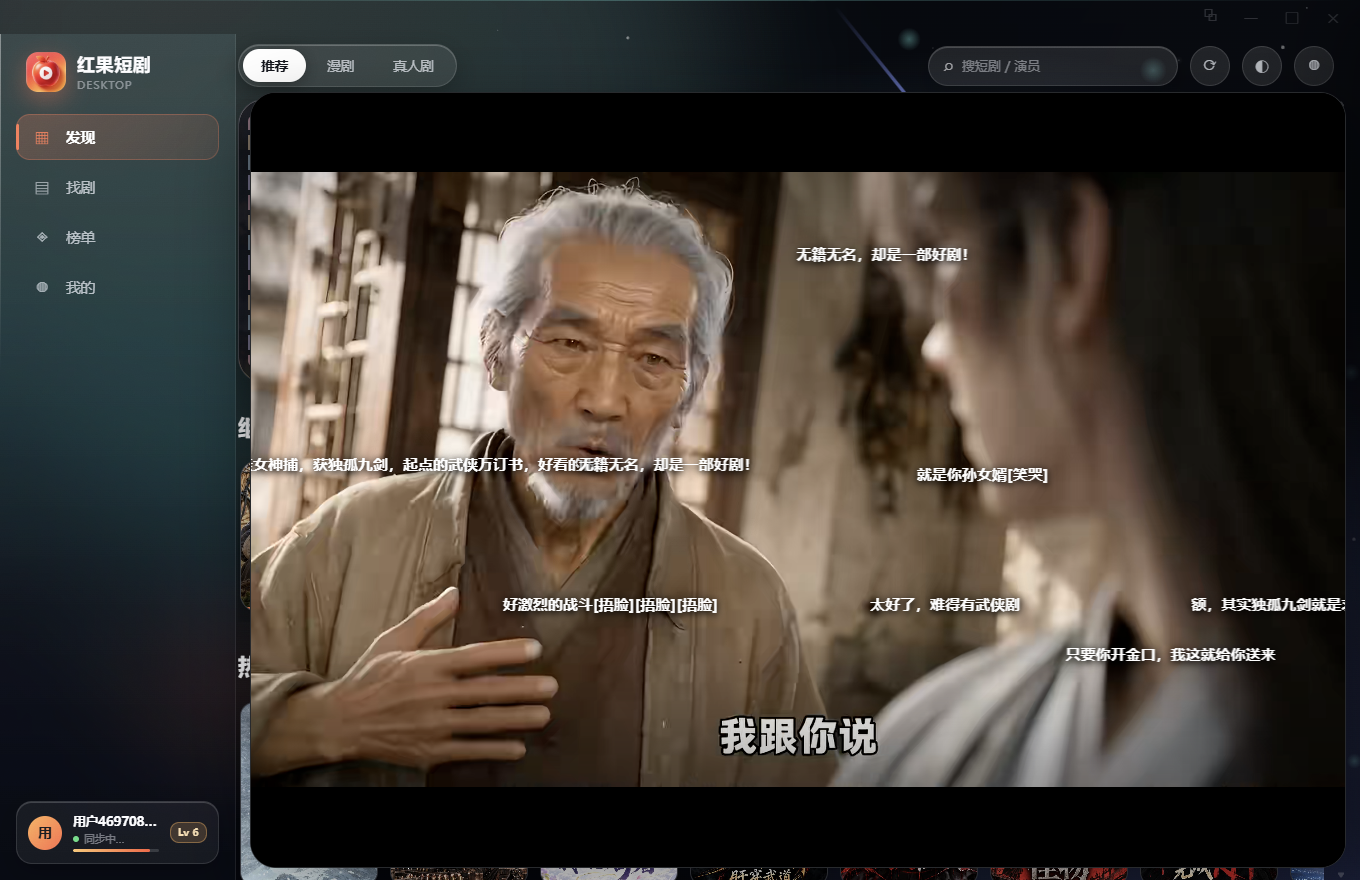 红果短剧
DESKTOP
推荐
漫剧
真人剧
搜短剧 / 演员
发现
找剧
榜单
我的
无籍无名，却是一部好剧！
女神捕，获独孤九剑，起点的武侠万订书，好看的
无籍无名，却是一部好剧！
就是你孙女婿[笑哭]
好激烈的战斗[捂脸][捂脸][捂脸]
太好了，难得有武侠剧
额，其实独孤九剑就是
只要你开金口，我这就给你送来
我跟你说
用
用户469708...
同步中...
Lv 6